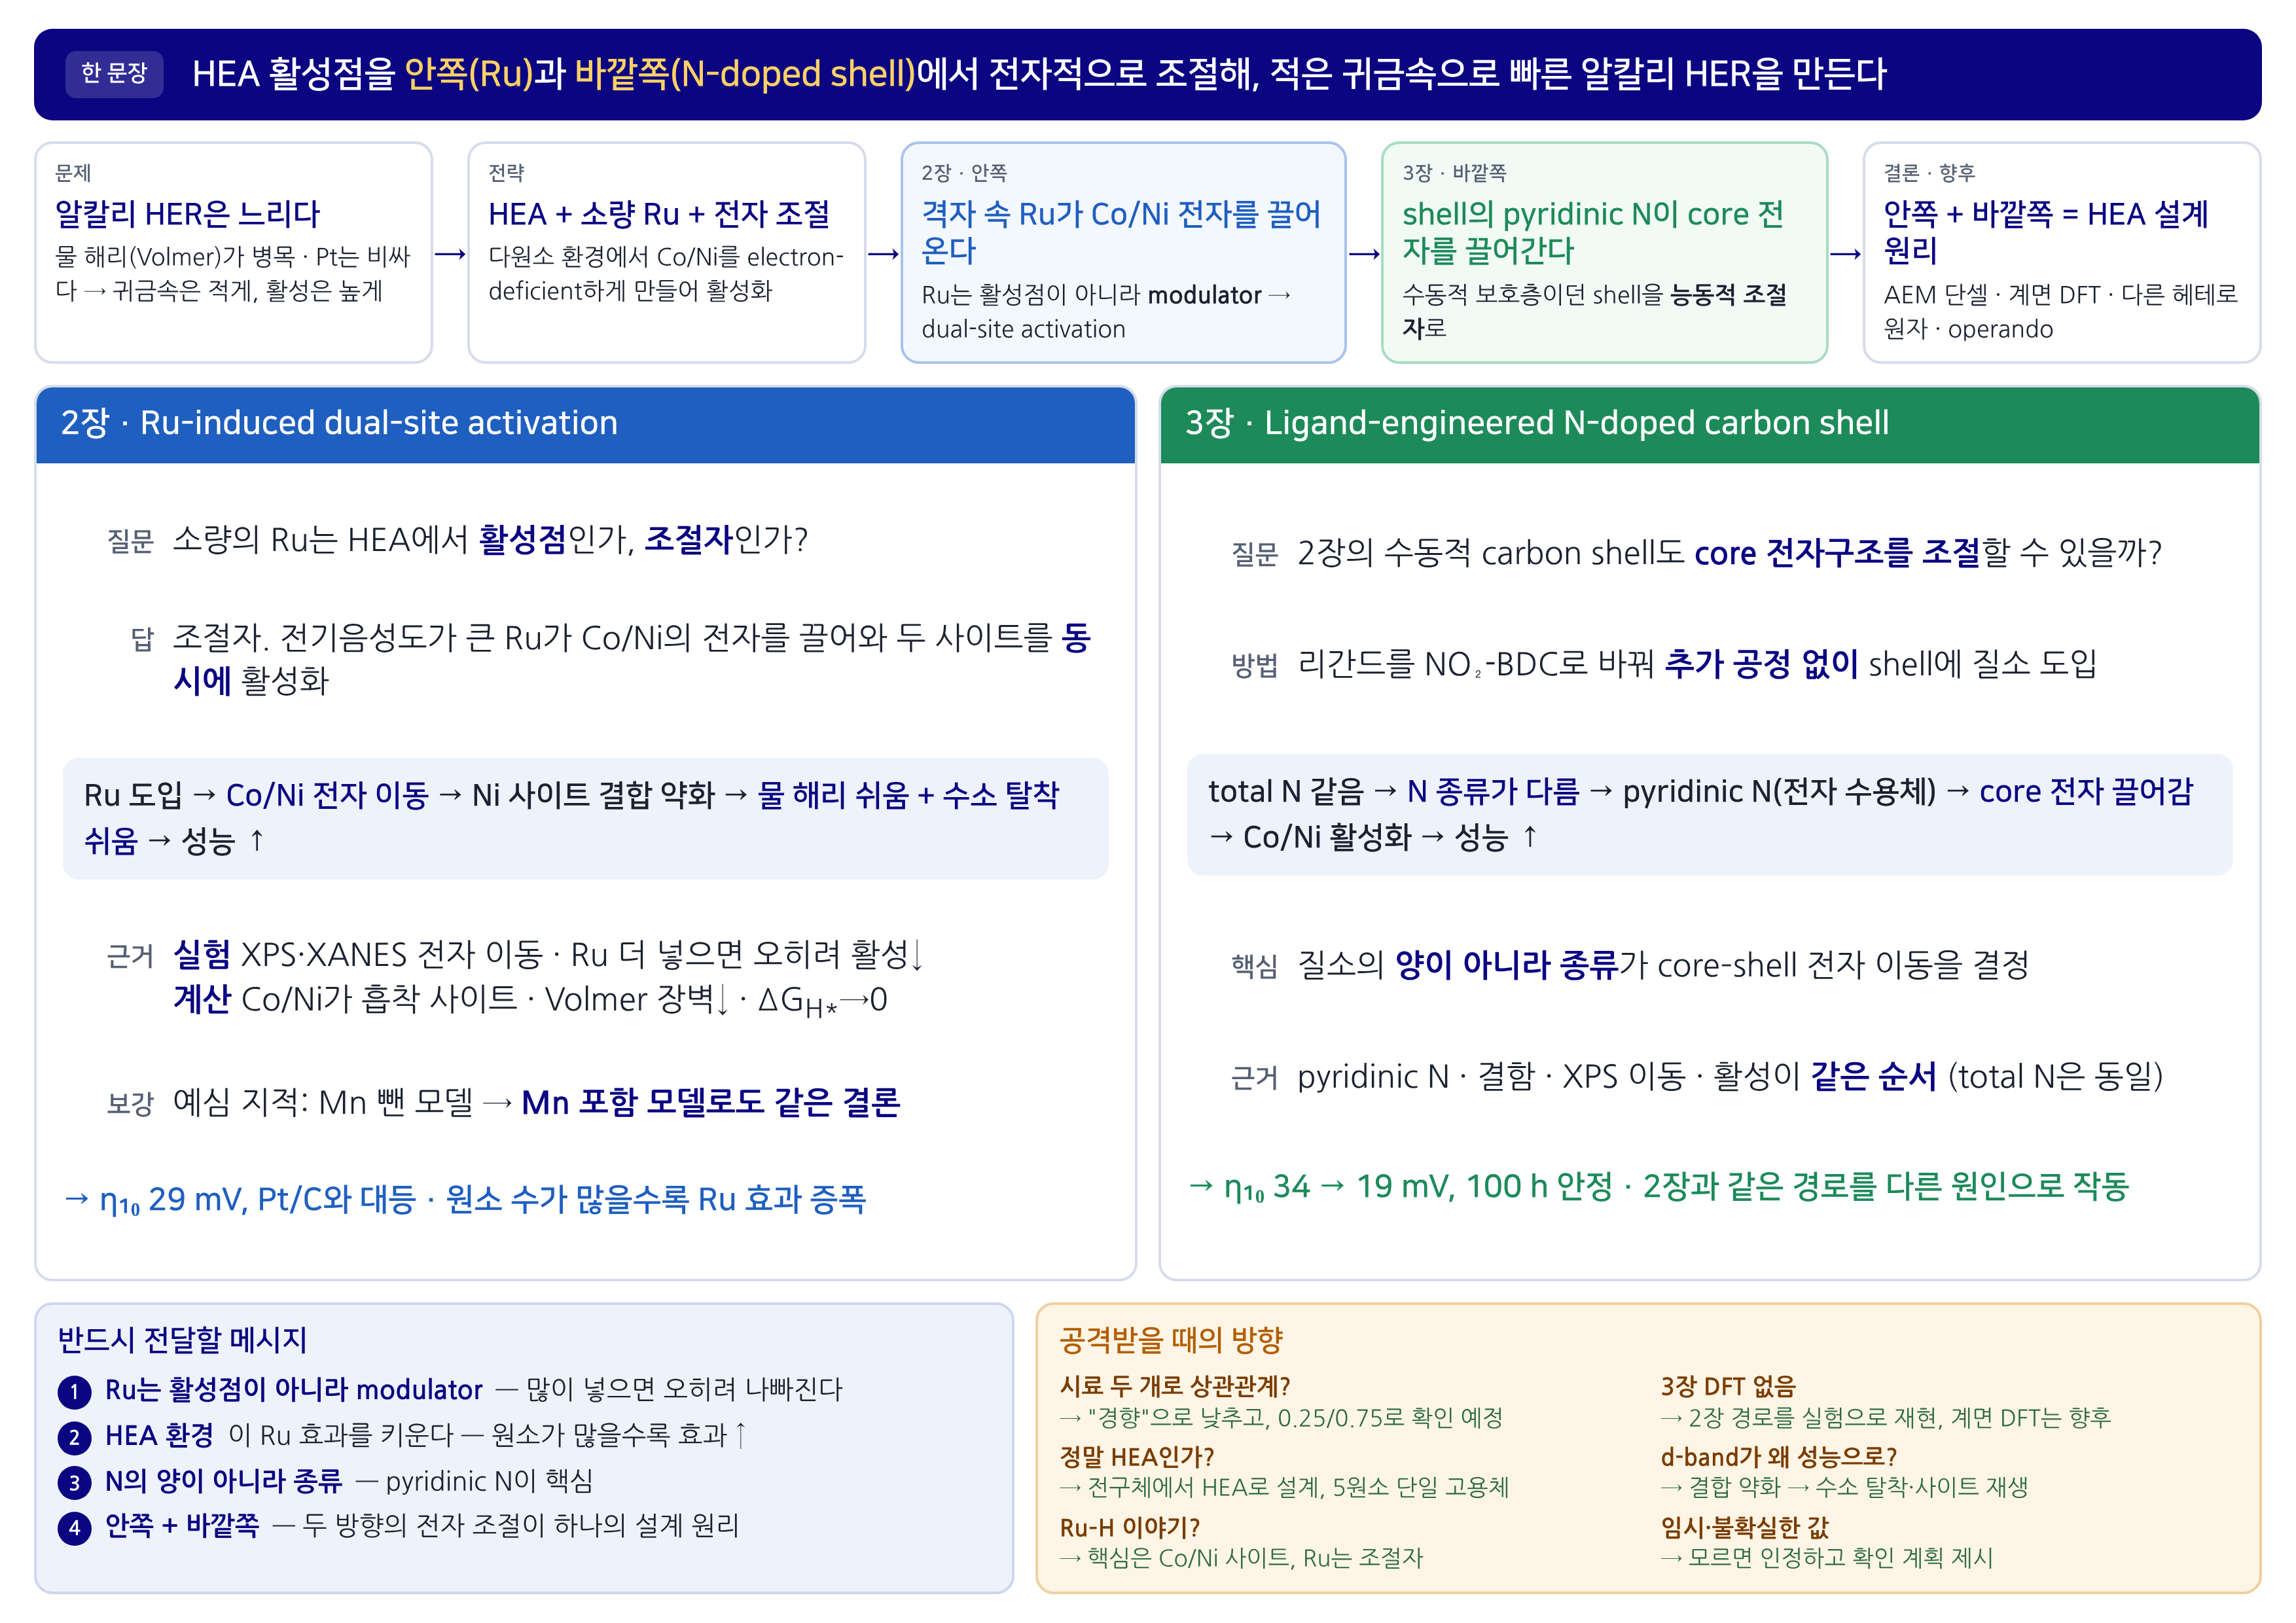 한 문장
HEA 활성점을 안쪽(Ru)과 바깥쪽(N-doped shell)에서 전자적으로 조절해, 적은 귀금속으로 빠른 알칼리 HER을 만든다
문제
알칼리 HER은 느리다
물 해리(Volmer)가 병목 · Pt는 비싸
다 → 귀금속은 적게, 활성은 높게
→
전략
HEA + 소량 Ru + 전자 조절
다원소 환경에서 Co/Ni를 electron-
deficient하게 만들어 활성화
→
2장 · 안쪽
격자 속 Ru가 Co/Ni 전자를 끌어
온다
Ru는 활성점이 아니라 modulator →
dual-site activation
→
3장 · 바깥쪽
shell의 pyridinic N이 core 전
자를 끌어간다
수동적 보호층이던 shell을 능동적 조절
자로
→
결론 · 향후
안쪽 + 바깥쪽 = HEA 설계
원리
AEM 단셀 · 계면 DFT · 다른 헤테로
원자 · operando
2장 · Ru-induced dual-site activation
질문 소량의 Ru는 HEA에서 활성점인가, 조절자인가?
답 조절자. 전기음성도가 큰 Ru가 Co/Ni의 전자를 끌어와 두 사이트를 동
시에 활성화
Ru 도입 → Co/Ni 전자 이동 → Ni 사이트 결합 약화 → 물 해리 쉬움 + 수소 탈착
쉬움 → 성능 ↑
근거 실험 XPS·XANES 전자 이동 · Ru 더 넣으면 오히려 활성↓
계산 Co/Ni가 흡착 사이트 · Volmer 장벽↓ · ΔG_H*→0
보강 예심 지적: Mn 뺀 모델 → Mn 포함 모델로도 같은 결론
→ η₁₀ 29 mV, Pt/C와 대등 · 원소 수가 많을수록 Ru 효과 증폭
3장 · Ligand-engineered N-doped carbon shell
질문 2장의 수동적 carbon shell도 core 전자구조를 조절할 수 있을까?
방법 리간드를 NO₂-BDC로 바꿔 추가 공정 없이 shell에 질소 도입
total N 같음 → N 종류가 다름 → pyridinic N(전자 수용체) → core 전자 끌어감
→ Co/Ni 활성화 → 성능 ↑
핵심 질소의 양이 아니라 종류가 core-shell 전자 이동을 결정
근거 pyridinic N · 결함 · XPS 이동 · 활성이 같은 순서 (total N은 동일)
→ η₁₀ 34 → 19 mV, 100 h 안정 · 2장과 같은 경로를 다른 원인으로 작동
반드시 전달할 메시지
1 Ru는 활성점이 아니라 modulator — 많이 넣으면 오히려 나빠진다
2 HEA 환경 이 Ru 효과를 키운다 — 원소가 많을수록 효과 ↑
3 N의 양이 아니라 종류 — pyridinic N이 핵심
4 안쪽 + 바깥쪽 — 두 방향의 전자 조절이 하나의 설계 원리
공격받을 때의 방향
시료 두 개로 상관관계?
→ "경향"으로 낮추고, 0.25/0.75로 확인 예정
정말 HEA인가?
→ 전구체에서 HEA로 설계, 5원소 단일 고용체
Ru-H 이야기?
→ 핵심은 Co/Ni 사이트, Ru는 조절자
3장 DFT 없음
→ 2장 경로를 실험으로 재현, 계면 DFT는 향후
d-band가 왜 성능으로?
→ 결합 약화 → 수소 탈착·사이트 재생
임시·불확실한 값
→ 모르면 인정하고 확인 계획 제시